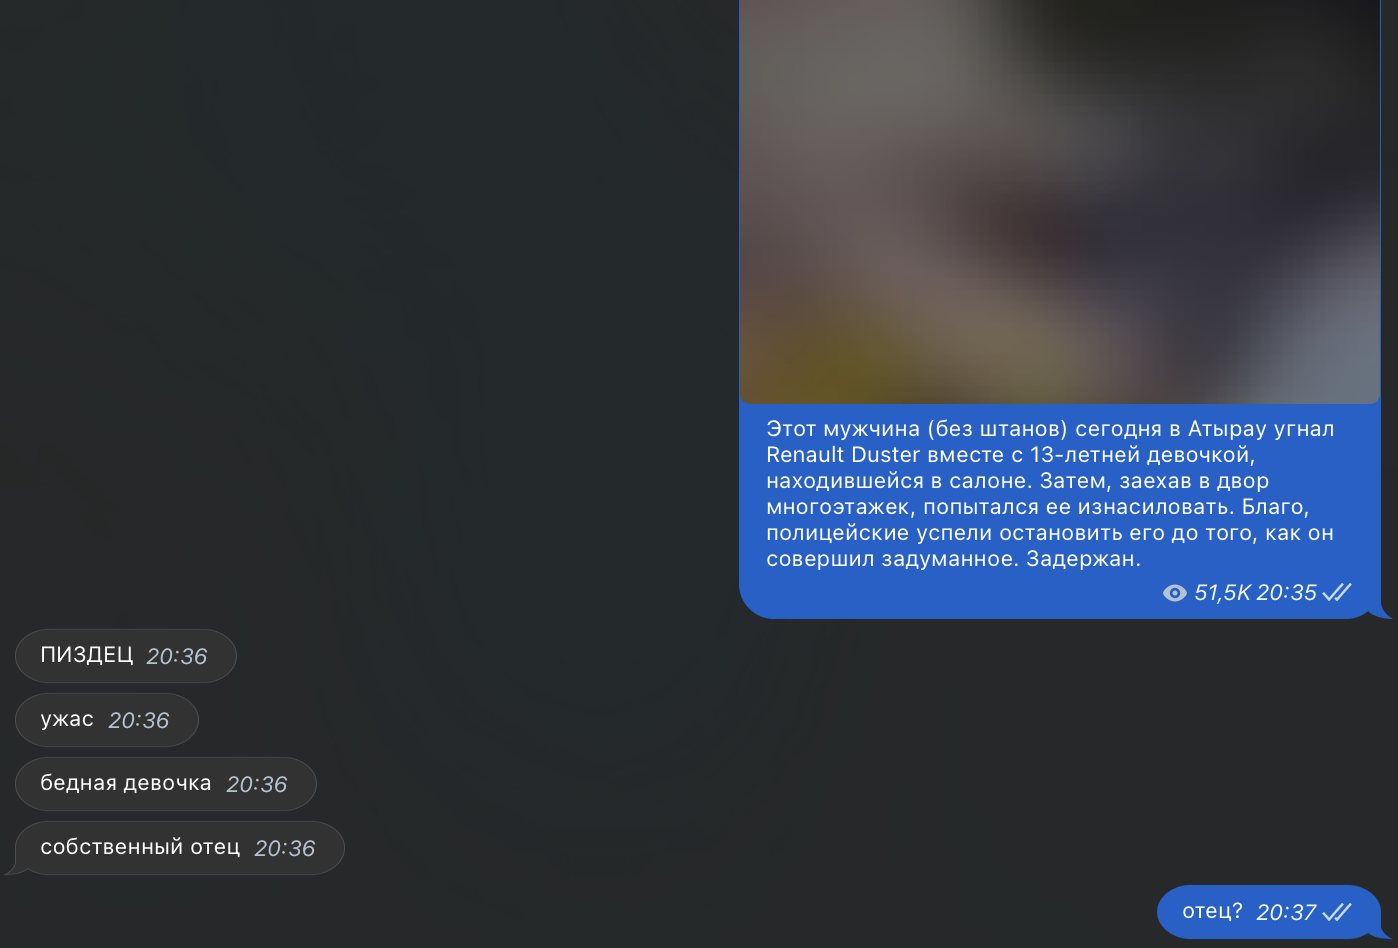 Этот мужчина (без штанов) сегодня в Атырау угнал
Renault Duster вместе с 13-летней девочкой,
находившейся в салоне. Затем, заехав в двор
многоэтажек, попытался ее изнасиловать. Благо,
полицейские успели остановить его до того, как он
совершил задуманное. Задержан.
51,5K 20:35
ПИЗДЕЦ 20:36
ужас 20:36
бедная девочка 20:36
собственный отец 20:36
отец? 20:37